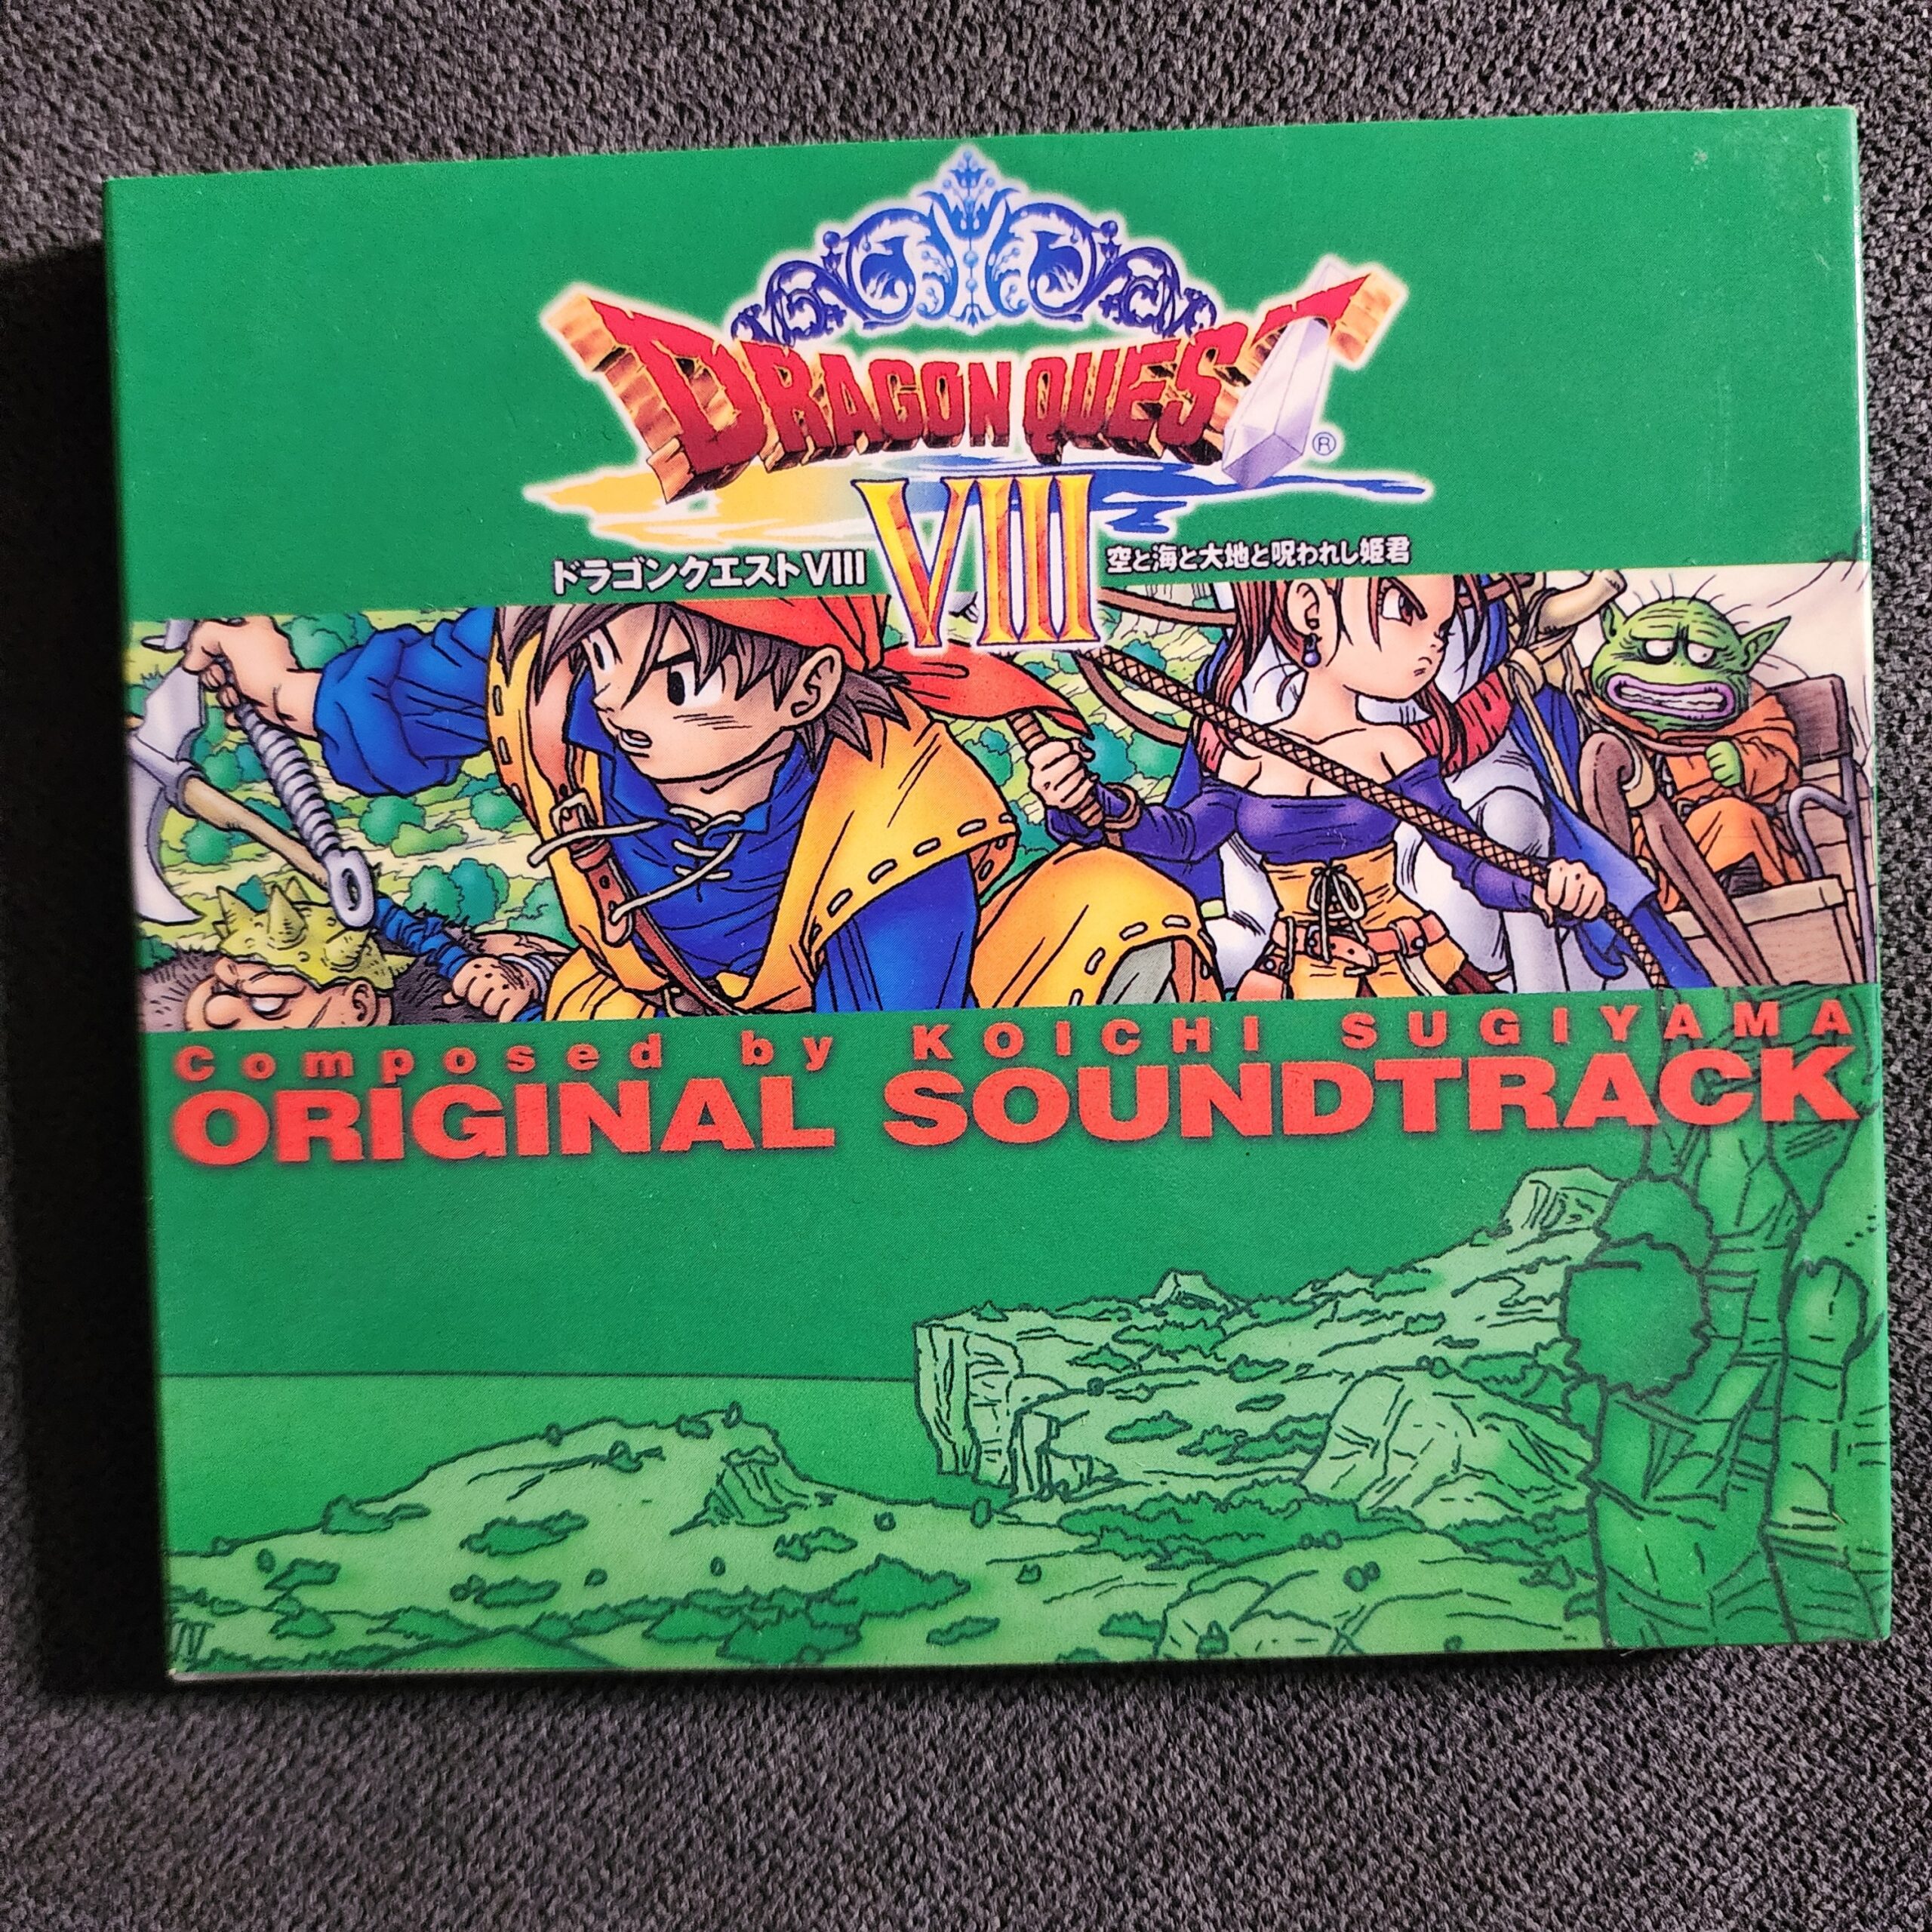 DRAGON QUEST
®
VIII
ドラゴンクエストVIII
空と海と大地と呪われし姫君
Composed by KOICHI SUGIYAMA
ORIGINAL SOUNDTRACK